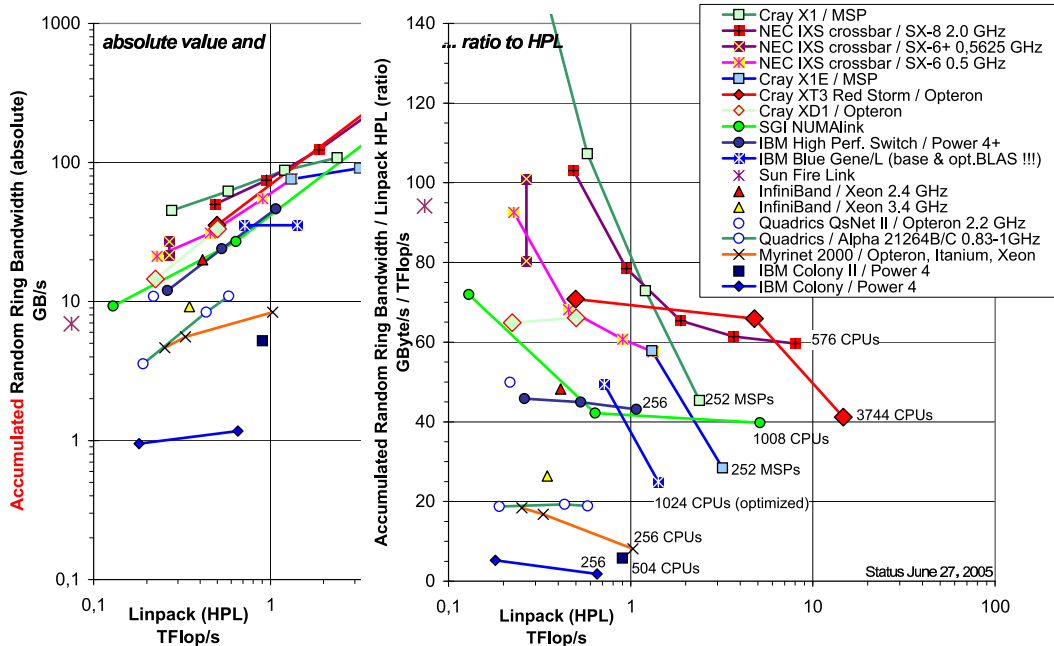 absolute value and
Accumulated Random Ring Bandwidth (absolute)
GB/s
1000
100
10
1
0,1
0,1
1
Linpack (HPL)
TFlop/s
... ratio to HPL
Accumulated Random Ring Bandwidth / Linpack HPL (ratio)
GByte/s / TFlop/s
140
120
100
80
60
40
20
0
0,1
1
10
100
Linpack (HPL)
TFlop/s
576 CPUs
252 MSPs
3744 CPUs
256
1008 CPUs
252 MSPs
1024 CPUs (optimized)
256 CPUs
256
504 CPUs
Status June 27, 2005
Cray X1 / MSP
NEC IXS crossbar / SX-8 2.0 GHz
NEC IXS crossbar / SX-6+ 0,5625 GHz
NEC IXS crossbar / SX-6 0.5 GHz
Cray X1E / MSP
Cray XT3 Red Storm / Opteron
Cray XD1 / Opteron
SGI NUMAlink
IBM High Perf. Switch / Power 4+
IBM Blue Gene/L (base & opt.BLAS !!!)
Sun Fire Link
InfiniBand / Xeon 2.4 GHz
InfiniBand / Xeon 3.4 GHz
Quadrics QsNet II / Opteron 2.2 GHz
Quadrics / Alpha 21264B/C 0.83-1GHz
Myrinet 2000 / Opteron, Itanium, Xeon
IBM Colony II / Power 4
IBM Colony / Power 4